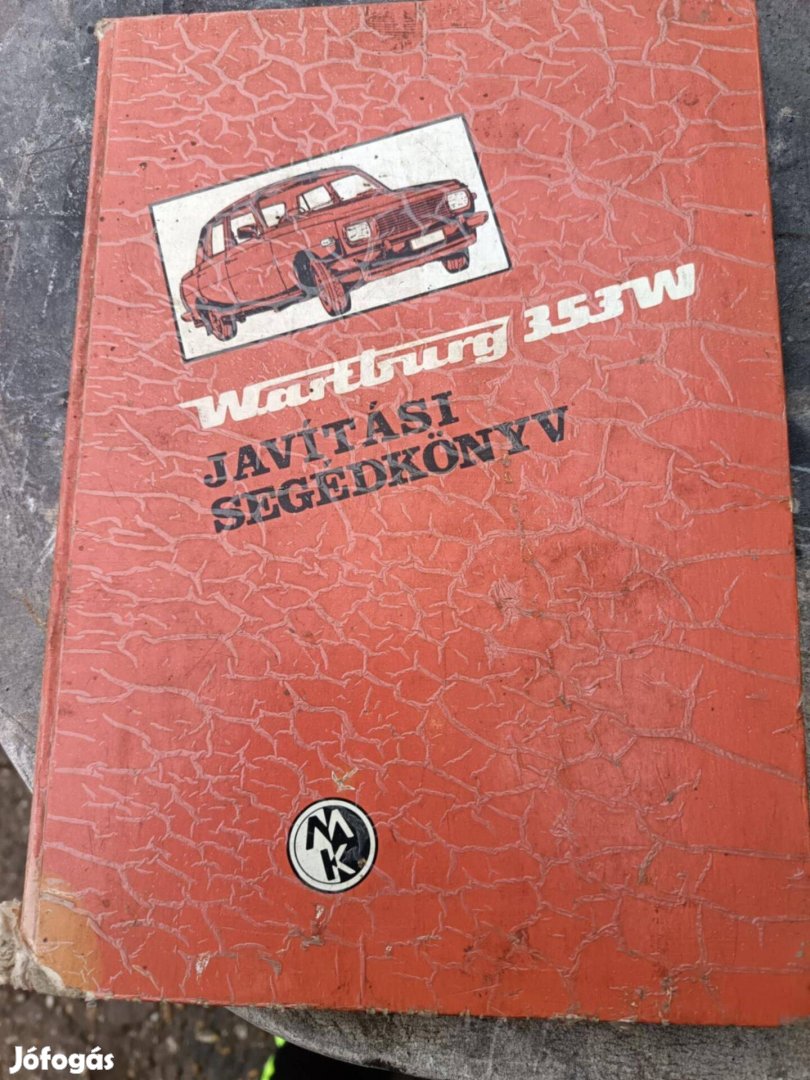 Wartburg 353W
JAVÍTÁSI
SEGÉDKÖNYV
MK
Jófogás